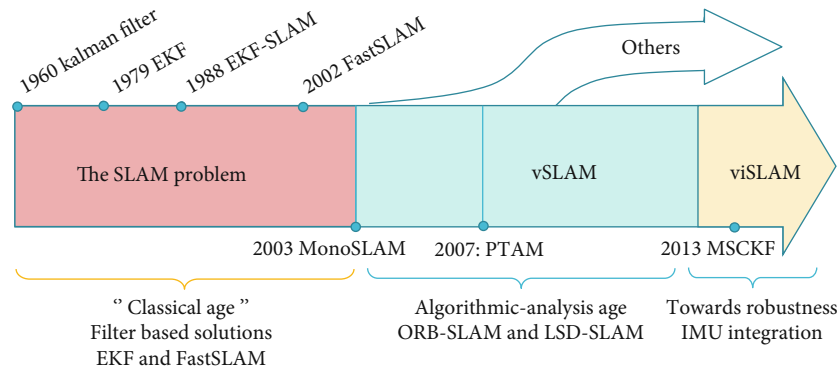 1960 kalman filter
1979 EKF
1988 EKF-SLAM
2002 FastSLAM
Others
The SLAM problem
vSLAM
viSLAM
2003 MonoSLAM
2007: PTAM
2013 MSCKF
‘’ Classical age ’’
Filter based solutions
EKF and FastSLAM
Algorithmic-analysis age
ORB-SLAM and LSD-SLAM
Towards robustness
IMU integration